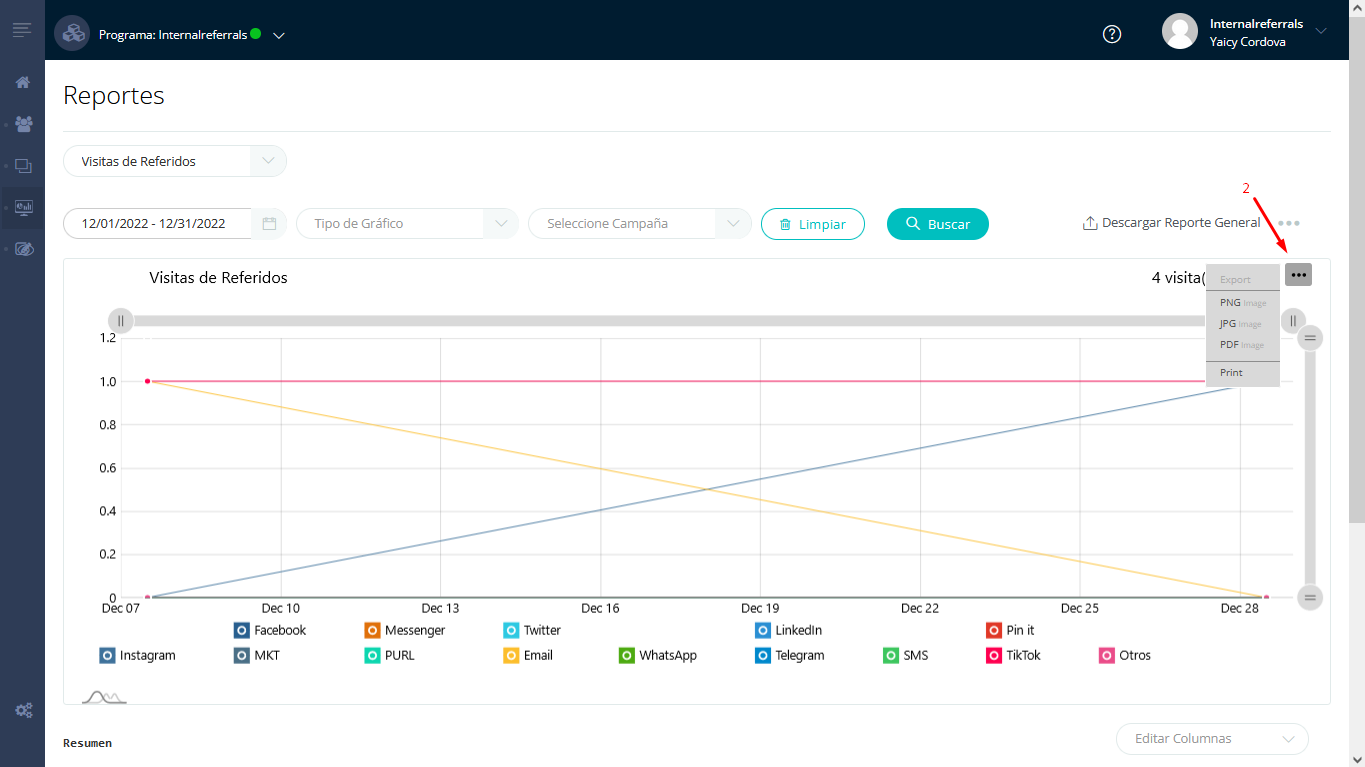 Programa: Internalreferrals
Internalreferrals
Yaicy Cordova
Reportes
Visitas de Referidos
2
12/01/2022 - 12/31/2022
Tipo de Gráfico
Seleccione Campaña
Limpiar
Buscar
Descargar Reporte General
Visitas de Referidos
4 visita(
Export
PNG Image
JPG Image
PDF Image
Print
1.2
1.0
0.8
0.6
0.4
0.2
0
Dec 07 Dec 10 Dec 13 Dec 16 Dec 19 Dec 22 Dec 25 Dec 28
Facebook Messenger Twitter LinkedIn Pin it
Instagram MKT PURL Email WhatsApp Telegram SMS TikTok Otros
Resumen
Editar Columnas